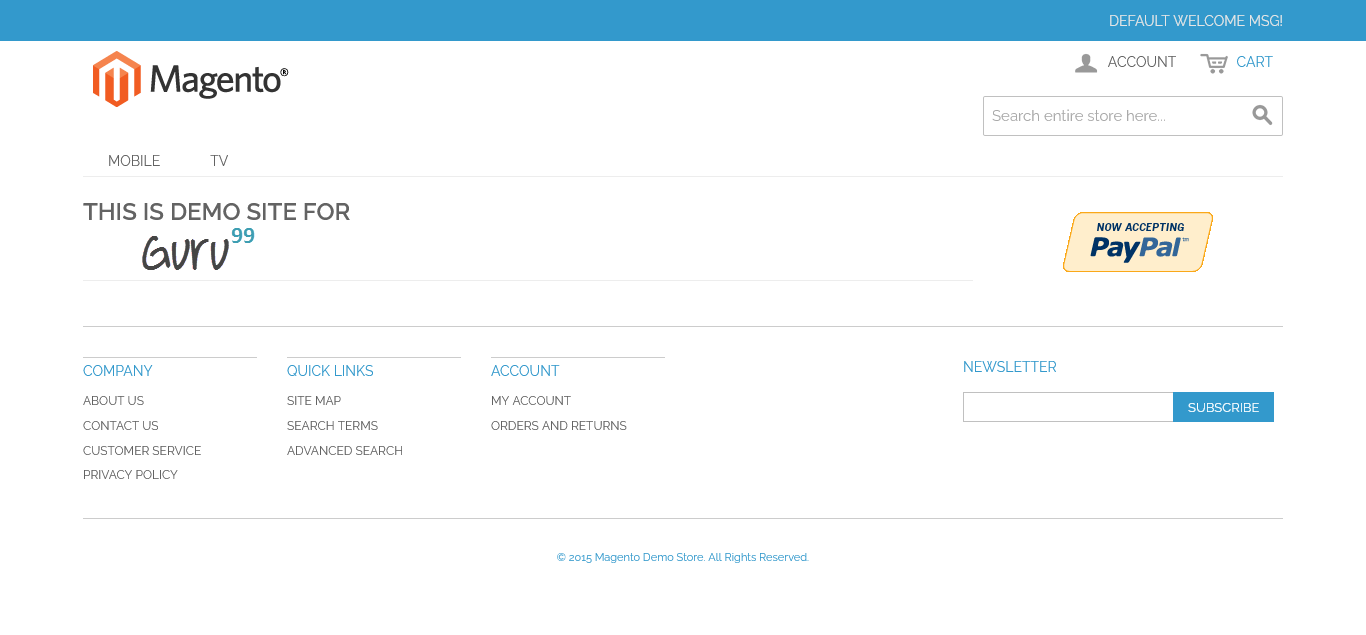 DEFAULT WELCOME MSG!
Magento®
ACCOUNT CART
Search entire store here...
MOBILE TV
THIS IS DEMO SITE FOR
Guru99
NOW ACCEPTING
PayPal™
COMPANY
ABOUT US
CONTACT US
CUSTOMER SERVICE
PRIVACY POLICY
QUICK LINKS
SITE MAP
SEARCH TERMS
ADVANCED SEARCH
ACCOUNT
MY ACCOUNT
ORDERS AND RETURNS
NEWSLETTER
SUBSCRIBE
© 2015 Magento Demo Store. All Rights Reserved.